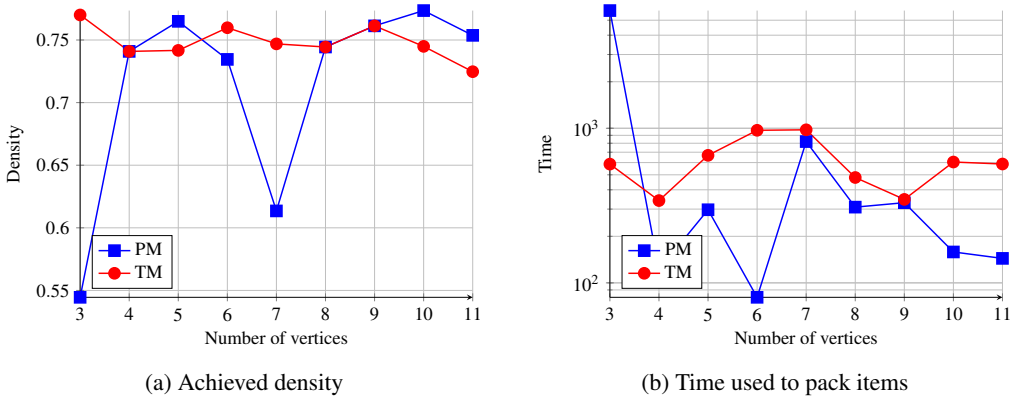 0.75
0.7
0.65
0.6
0.55
Density
PM
TM
3 4 5 6 7 8 9 10 11
Number of vertices
(a) Achieved density
10^3
10^2
Time
PM
TM
3 4 5 6 7 8 9 10 11
Number of vertices
(b) Time used to pack items